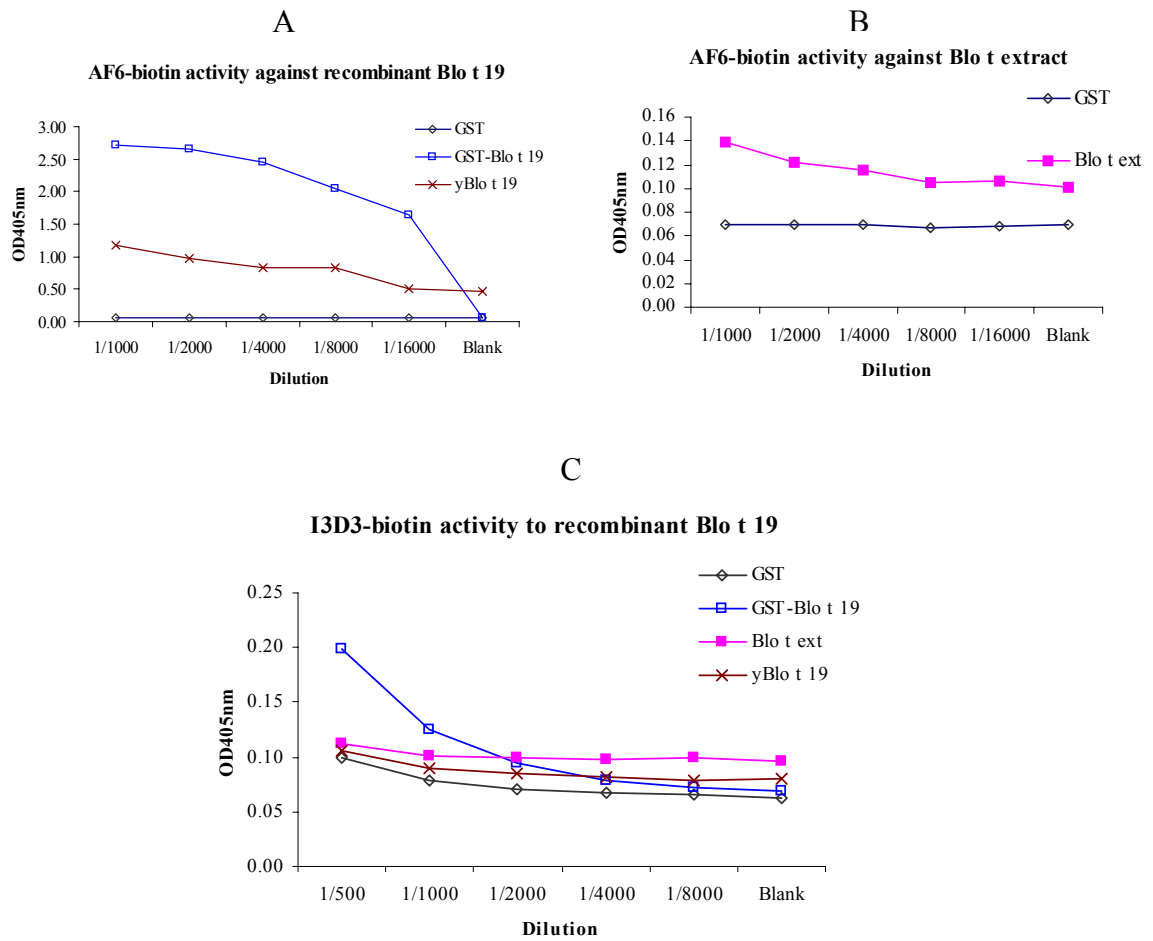 A
AF6-biotin activity against recombinant Blo t 19
GST
GST-Blo t 19
yBlo t 19
3.00
2.50
2.00
1.50
1.00
0.50
0.00
OD405nm
1/1000 1/2000 1/4000 1/8000 1/16000 Blank
Dilution
B
AF6-biotin activity against Blo t extract
GST
Blo t ext
0.16
0.14
0.12
0.10
0.08
0.06
0.04
0.02
0.00
OD405nm
1/1000 1/2000 1/4000 1/8000 1/16000 Blank
Dilution
C
I3D3-biotin activity to recombinant Blo t 19
GST
GST-Blo t 19
Blo t ext
yBlo t 19
0.25
0.20
0.15
0.10
0.05
0.00
OD405nm
1/500 1/1000 1/2000 1/4000 1/8000 Blank
Dilution